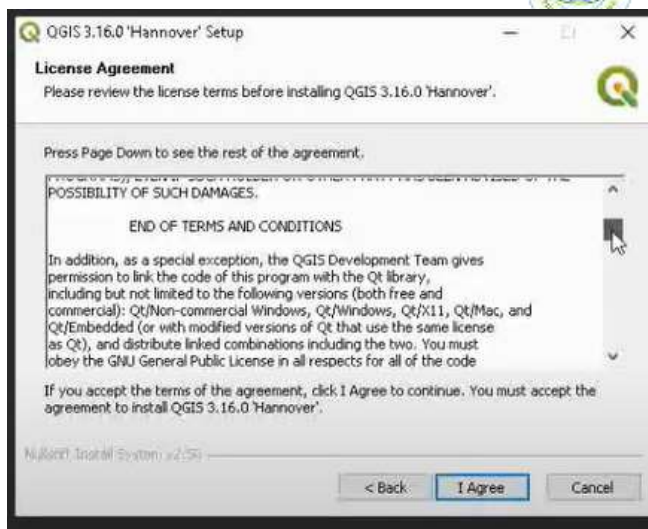 QGIS 3.16.0 'Hannover' Setup
License Agreement
Please review the license terms before installing QGIS 3.16.0 'Hannover'.
Press Page Down to see the rest of the agreement.
POSSIBILITY OF SUCH DAMAGES.
END OF TERMS AND CONDITIONS
In addition, as a special exception, the QGIS Development Team gives
permission to link the code of this program with the Qt library,
including but not limited to the following versions (both free and
commercial): Qt/Non-commercial Windows, Qt/Windows, Qt/X11, Qt/Mac, and
Qt/Embedded (or with modified versions of Qt that use the same license
as Qt), and distribute linked combinations including the two. You must
obey the GNU General Public License in all respects for all of the code
If you accept the terms of the agreement, click I Agree to continue. You must accept the
agreement to install QGIS 3.16.0 'Hannover'.
Nullsoft Install System
< Back
I Agree
Cancel